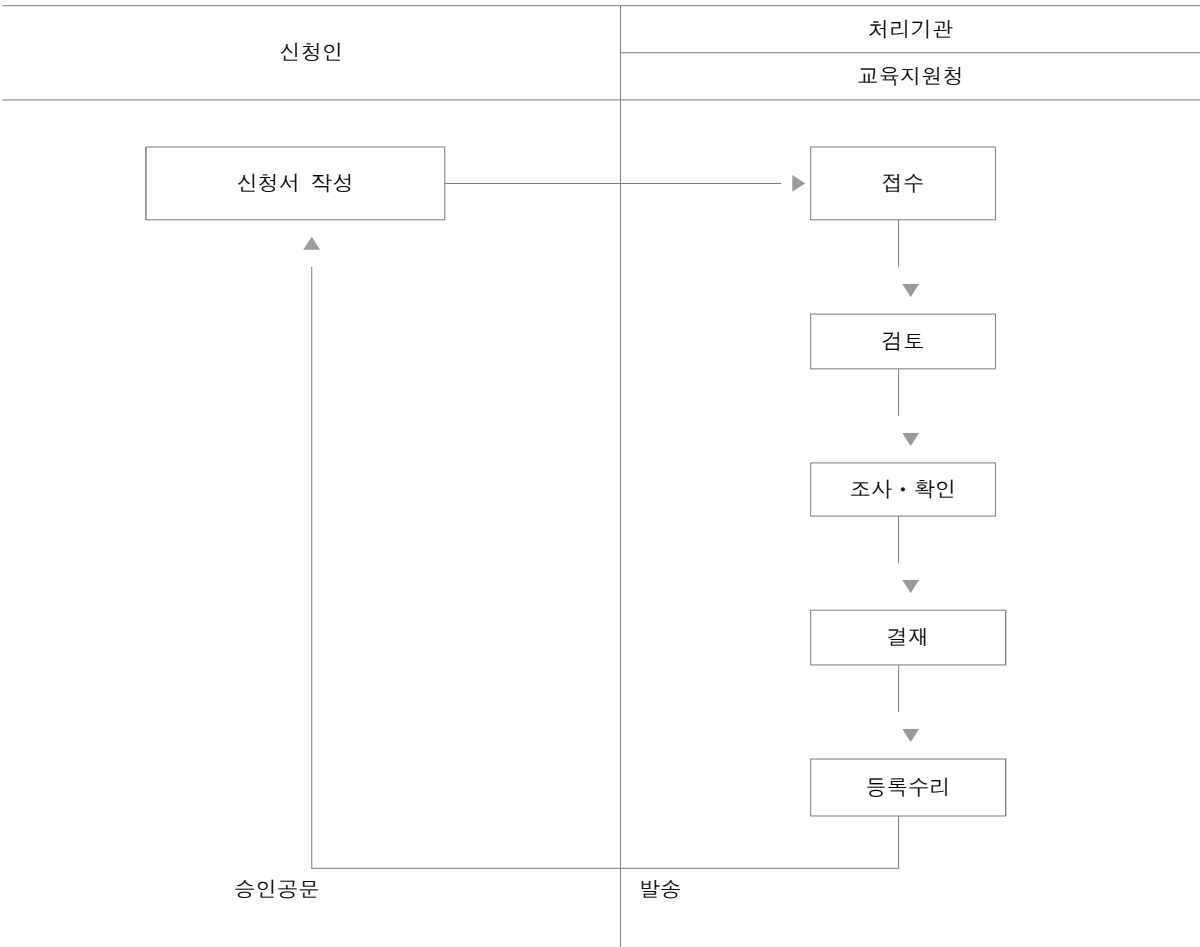 신청인
처리기관
교육지원청
신청서 작성
접수
검토
조사・확인
결재
등록수리
승인공문
발송